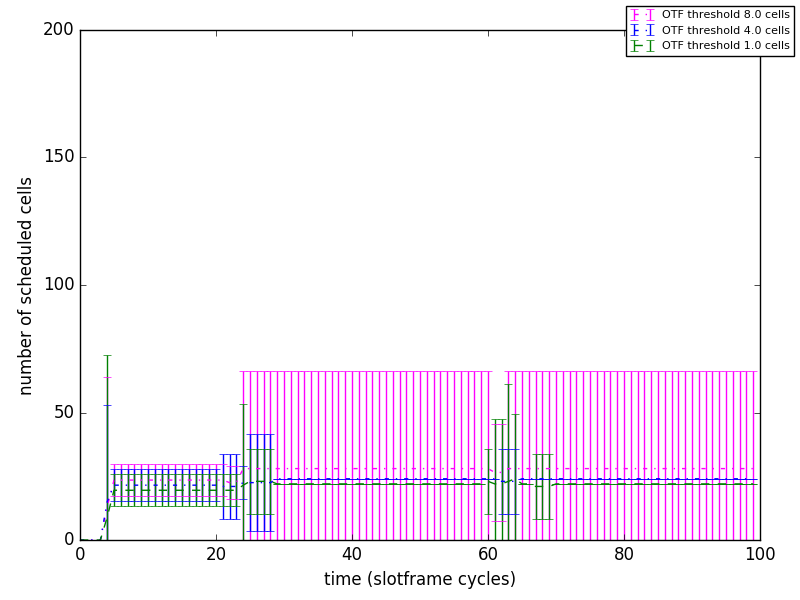 OTF threshold 8.0 cells
OTF threshold 4.0 cells
OTF threshold 1.0 cells
200
150
100
50
0
number of scheduled cells
0 20 40 60 80 100
time (slotframe cycles)